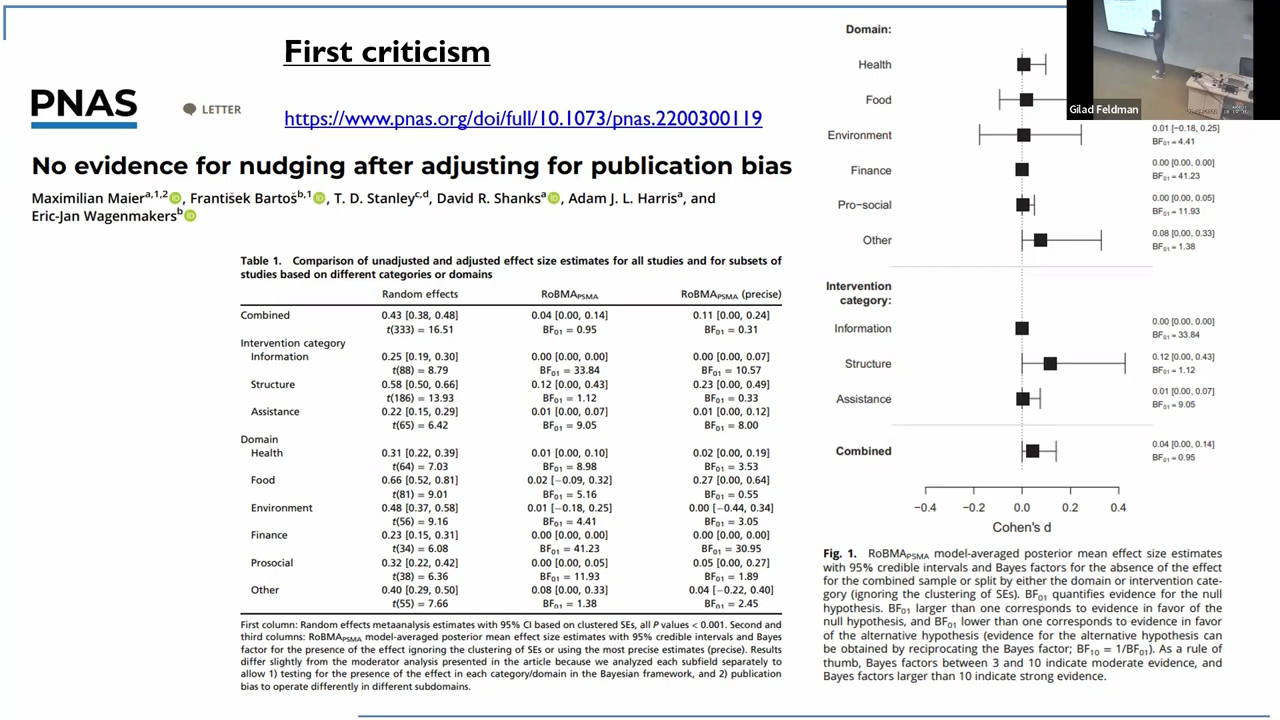 First criticism
PNAS
LETTER
https://www.pnas.org/doi/full/10.1073/pnas.2200300119
No evidence for nudging after adjusting for publication bias
Maximilian Maierᵃ,¹,², František Bartošᵇ,¹, T. D. Stanleyᶜ,ᵈ, David R. Shanksᵃ, Adam J. L. Harrisᵃ, and
Eric-Jan Wagenmakersᵇ
Table 1. Comparison of unadjusted and adjusted effect size estimates for all studies and for subsets of
studies based on different categories or domains
Random effects RoBMAPSMA RoBMAPSMA (precise)
Combined 0.43 [0.38, 0.48] 0.04 [0.00, 0.14] 0.11 [0.00, 0.24]
t(333) = 16.51 BF₀₁ = 0.95 BF₀₁ = 0.31
Intervention category
Information 0.25 [0.19, 0.30] 0.00 [0.00, 0.00] 0.00 [0.00, 0.07]
t(88) = 8.79 BF₀₁ = 33.84 BF₀₁ = 10.57
Structure 0.58 [0.50, 0.66] 0.12 [0.00, 0.43] 0.23 [0.00, 0.49]
t(186) = 13.93 BF₀₁ = 1.12 BF₀₁ = 0.33
Assistance 0.22 [0.15, 0.29] 0.01 [0.00, 0.07] 0.01 [0.00, 0.12]
t(65) = 6.42 BF₀₁ = 9.05 BF₀₁ = 8.00
Domain
Health 0.31 [0.22, 0.39] 0.01 [0.00, 0.10] 0.02 [0.00, 0.19]
t(64) = 7.03 BF₀₁ = 8.98 BF₀₁ = 3.53
Food 0.66 [0.52, 0.81] 0.02 [−0.09, 0.32] 0.27 [0.00, 0.64]
t(81) = 9.01 BF₀₁ = 5.16 BF₀₁ = 0.55
Environment 0.48 [0.37, 0.58] 0.01 [−0.18, 0.25] 0.00 [−0.44, 0.34]
t(56) = 9.16 BF₀₁ = 4.41 BF₀₁ = 3.05
Finance 0.23 [0.15, 0.31] 0.00 [0.00, 0.00] 0.00 [0.00, 0.00]
t(34) = 6.08 BF₀₁ = 41.23 BF₀₁ = 30.95
Prosocial 0.32 [0.22, 0.42] 0.00 [0.00, 0.05] 0.05 [0.00, 0.27]
t(38) = 6.36 BF₀₁ = 11.93 BF₀₁ = 1.89
Other 0.40 [0.29, 0.50] 0.08 [0.00, 0.33] 0.04 [−0.22, 0.40]
t(55) = 7.66 BF₀₁ = 1.38 BF₀₁ = 2.45
First column: Random effects metaanalysis estimates with 95% CI based on clustered SEs, all P values < 0.001. Second and
third columns: RoBMAPSMA model-averaged posterior mean effect size estimates with 95% credible intervals and Bayes
factor for the presence of the effect ignoring the clustering of SEs or using the most precise estimates (precise). Results
differ slightly from the moderator analysis presented in the article because we analyzed each subfield separately to
allow 1) testing for the presence of the effect in each category/domain in the Bayesian framework, and 2) publication
bias to operate differently in different subdomains.
Domain:
Health
Food
Environment 0.01 [−0.18, 0.25]
BF₀₁ = 4.41
Finance 0.00 [0.00, 0.00]
BF₀₁ = 41.23
Pro−social 0.00 [0.00, 0.05]
BF₀₁ = 11.93
Other 0.08 [0.00, 0.33]
BF₀₁ = 1.38
Intervention
category:
Information 0.00 [0.00, 0.00]
BF₀₁ = 33.84
Structure 0.12 [0.00, 0.43]
BF₀₁ = 1.12
Assistance 0.01 [0.00, 0.07]
BF₀₁ = 9.05
Combined 0.04 [0.00, 0.14]
BF₀₁ = 0.95
−0.4 −0.2 0.0 0.2 0.4
Cohen's d
Fig. 1. RoBMAPSMA model-averaged posterior mean effect size estimates
with 95% credible intervals and Bayes factors for the absence of the effect
for the combined sample or split by either the domain or intervention cate-
gory (ignoring the clustering of SEs). BF₀₁ quantifies evidence for the null
hypothesis. BF₀₁ larger than one corresponds to evidence in favor of the
null hypothesis, and BF₀₁ lower than one corresponds to evidence in favor
of the alternative hypothesis (evidence for the alternative hypothesis can
be obtained by reciprocating the Bayes factor; BF₁₀ = 1/BF₀₁). As a rule of
thumb, Bayes factors between 3 and 10 indicate moderate evidence, and
Bayes factors larger than 10 indicate strong evidence.
Gilad Feldman